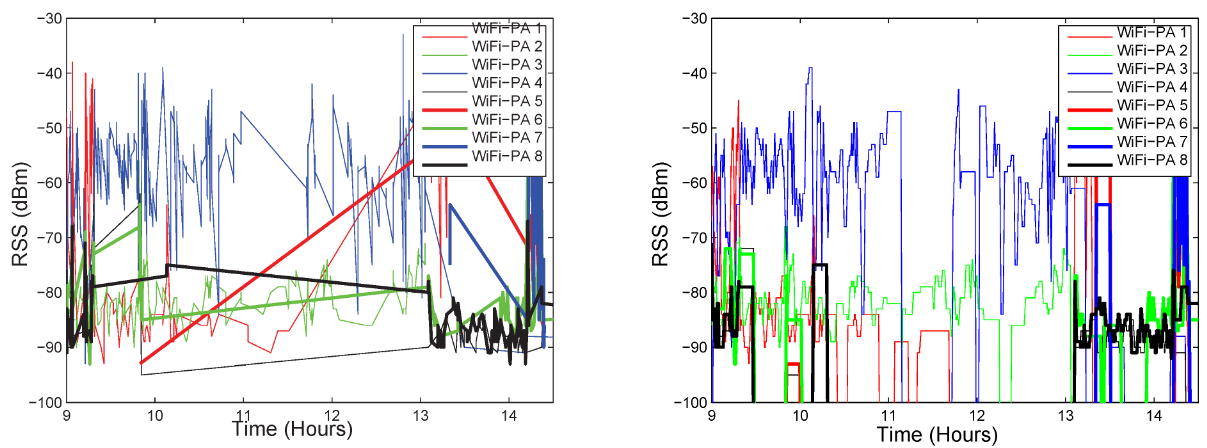 −30
−40
−50
−60
−70
−80
−90
−100
RSS (dBm)
9
10
11
12
13
14
Time (Hours)
WiFi−PA 1
WiFi−PA 2
WiFi−PA 3
WiFi−PA 4
WiFi−PA 5
WiFi−PA 6
WiFi−PA 7
WiFi−PA 8
−30
−40
−50
−60
−70
−80
−90
−100
RSS (dBm)
9
10
11
12
13
14
Time (Hours)
WiFi−PA 1
WiFi−PA 2
WiFi−PA 3
WiFi−PA 4
WiFi−PA 5
WiFi−PA 6
WiFi−PA 7
WiFi−PA 8